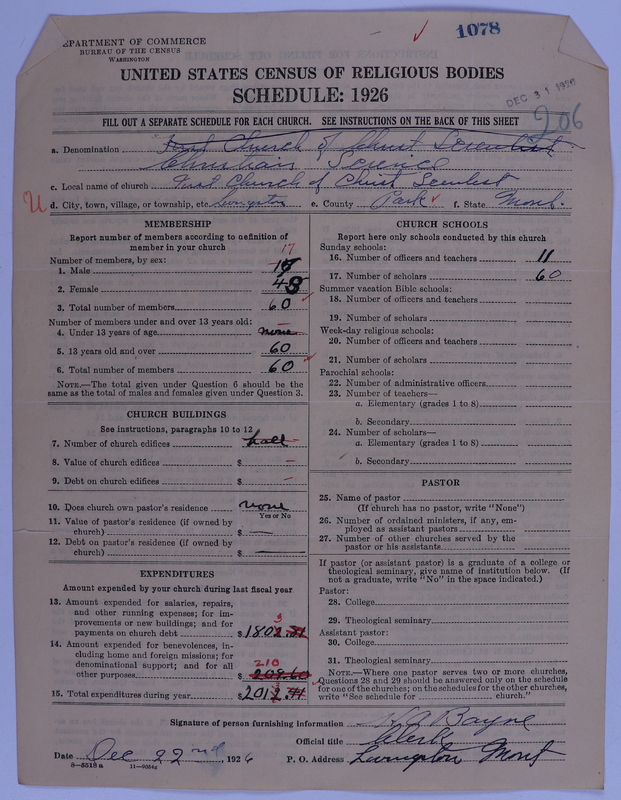 1078
DEPARTMENT OF COMMERCE
BUREAU OF THE CENSUS
WASHINGTON
UNITED STATES CENSUS OF RELIGIOUS BODIES
SCHEDULE: 1926
DEC 31 1926
206
FILL OUT A SEPARATE SCHEDULE FOR EACH CHURCH. SEE INSTRUCTIONS ON THE BACK OF THIS SHEET
a. Denomination First Church of Christ Scientist
Christian Science
c. Local name of church First Church of Christ Scientist
U d. City, town, village, or township, etc. Livingston e. County Park f. State Mont.
MEMBERSHIP
Report number of members according to definition of
member in your church
Number of members, by sex: 17
1. Male
2. Female 48
3. Total number of members 60
Number of members under and over 13 years old:
4. Under 13 years of age none
5. 13 years old and over 60
6. Total number of members 60
NOTE.—The total given under Question 6 should be the
same as the total of males and females given under Question 3.
CHURCH BUILDINGS
See instructions, paragraphs 10 to 12
7. Number of church edifices hall
8. Value of church edifices $ —
9. Debt on church edifices $ —
10. Does church own pastor's residence none
Yes or No
11. Value of pastor's residence (if owned by
church) $ —
12. Debt on pastor's residence (if owned by
church) $ —
EXPENDITURES
Amount expended by your church during last fiscal year
13. Amount expended for salaries, repairs,
and other running expenses; for im-
provements or new buildings; and for
payments on church debt $ 1802.31
3
14. Amount expended for benevolences, in-
cluding home and foreign missions; for
denominational support; and for all
other purposes $ 209.60
210
15. Total expenditures during year $ 2012
CHURCH SCHOOLS
Report here only schools conducted by this church
Sunday schools:
16. Number of officers and teachers 11
17. Number of scholars 60
Summer vacation Bible schools:
18. Number of officers and teachers
19. Number of scholars
Week-day religious schools:
20. Number of officers and teachers
21. Number of scholars
Parochial schools:
22. Number of administrative officers
23. Number of teachers—
a. Elementary (grades 1 to 8)
b. Secondary
24. Number of scholars—
a. Elementary (grades 1 to 8)
b. Secondary
PASTOR
25. Name of pastor
(If church has no pastor, write "None")
26. Number of ordained ministers, if any, em-
ployed as assistant pastors
27. Number of other churches served by the
pastor or his assistants
If pastor (or assistant pastor) is a graduate of a college or
theological seminary, give name of institution below. (If
not a graduate, write "No" in the space indicated.)
Pastor:
28. College
29. Theological seminary
Assistant pastor:
30. College
31. Theological seminary
NOTE.—Where one pastor serves two or more churches,
Questions 28 and 29 should be answered only on the schedule
for one of the churches; on the schedules for the other churches,
write "See schedule for church."
Signature of person furnishing information Bayne
Official title Clerk
Date Dec 22nd, 1926 P. O. Address Livingston Mont
8-5518a 11-9054a